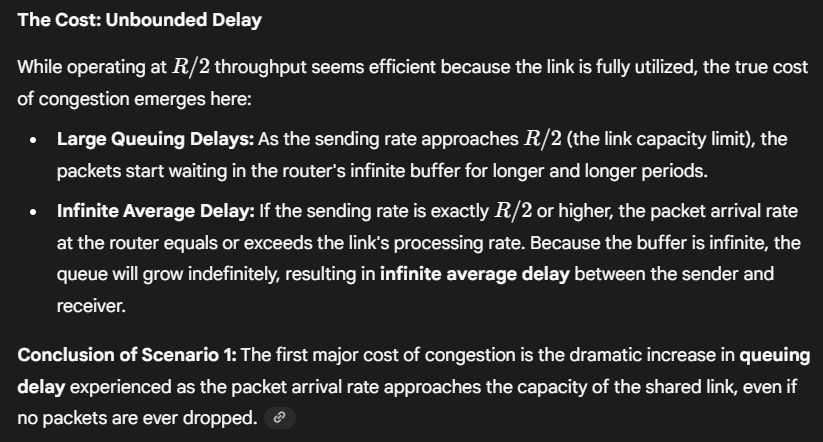 The Cost: Unbounded Delay
While operating at R/2 throughput seems efficient because the link is fully utilized, the true cost
of congestion emerges here:
• Large Queuing Delays: As the sending rate approaches R/2 (the link capacity limit), the
packets start waiting in the router's infinite buffer for longer and longer periods.
• Infinite Average Delay: If the sending rate is exactly R/2 or higher, the packet arrival rate
at the router equals or exceeds the link's processing rate. Because the buffer is infinite, the
queue will grow indefinitely, resulting in infinite average delay between the sender and
receiver.
Conclusion of Scenario 1: The first major cost of congestion is the dramatic increase in queuing
delay experienced as the packet arrival rate approaches the capacity of the shared link, even if
no packets are ever dropped.